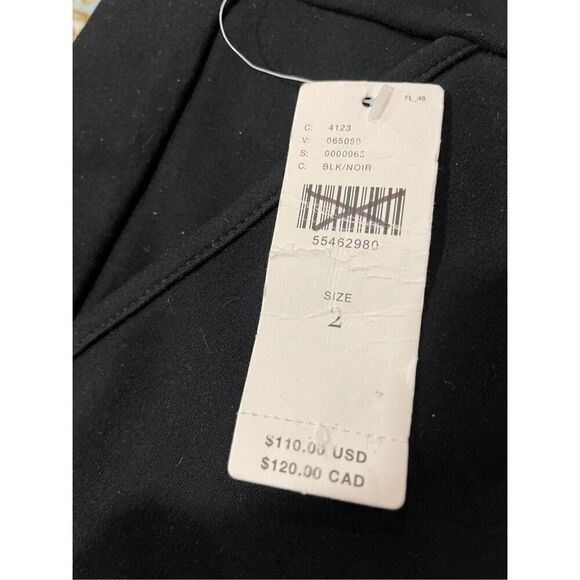 FL_48
C: 4123
V: 065050
S: 0000063
C: BLK/NOIR
55462980
SIZE
2
$110.00 USD
$120.00 CAD